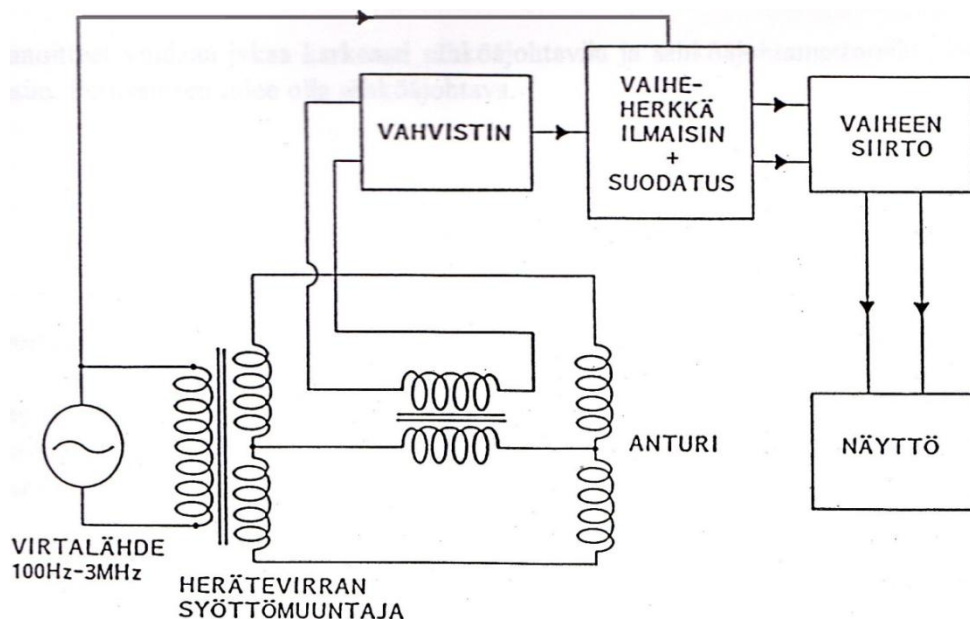 VAHVISTIN
VAIHE-
HERKKÄ
ILMAISIN
+
SUODATUS
VAIHEEN
SIIRTO
ANTURI
NÄYTTÖ
VIRTALÄHDE
100Hz-3MHz
HERÄTEVIRRAN
SYÖTTÖMUUNTAJA